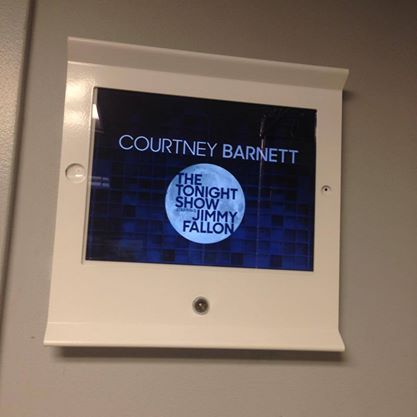 COURTNEY BARNETT
THE
TONIGHT
SHOW
JIMMY
FALLON